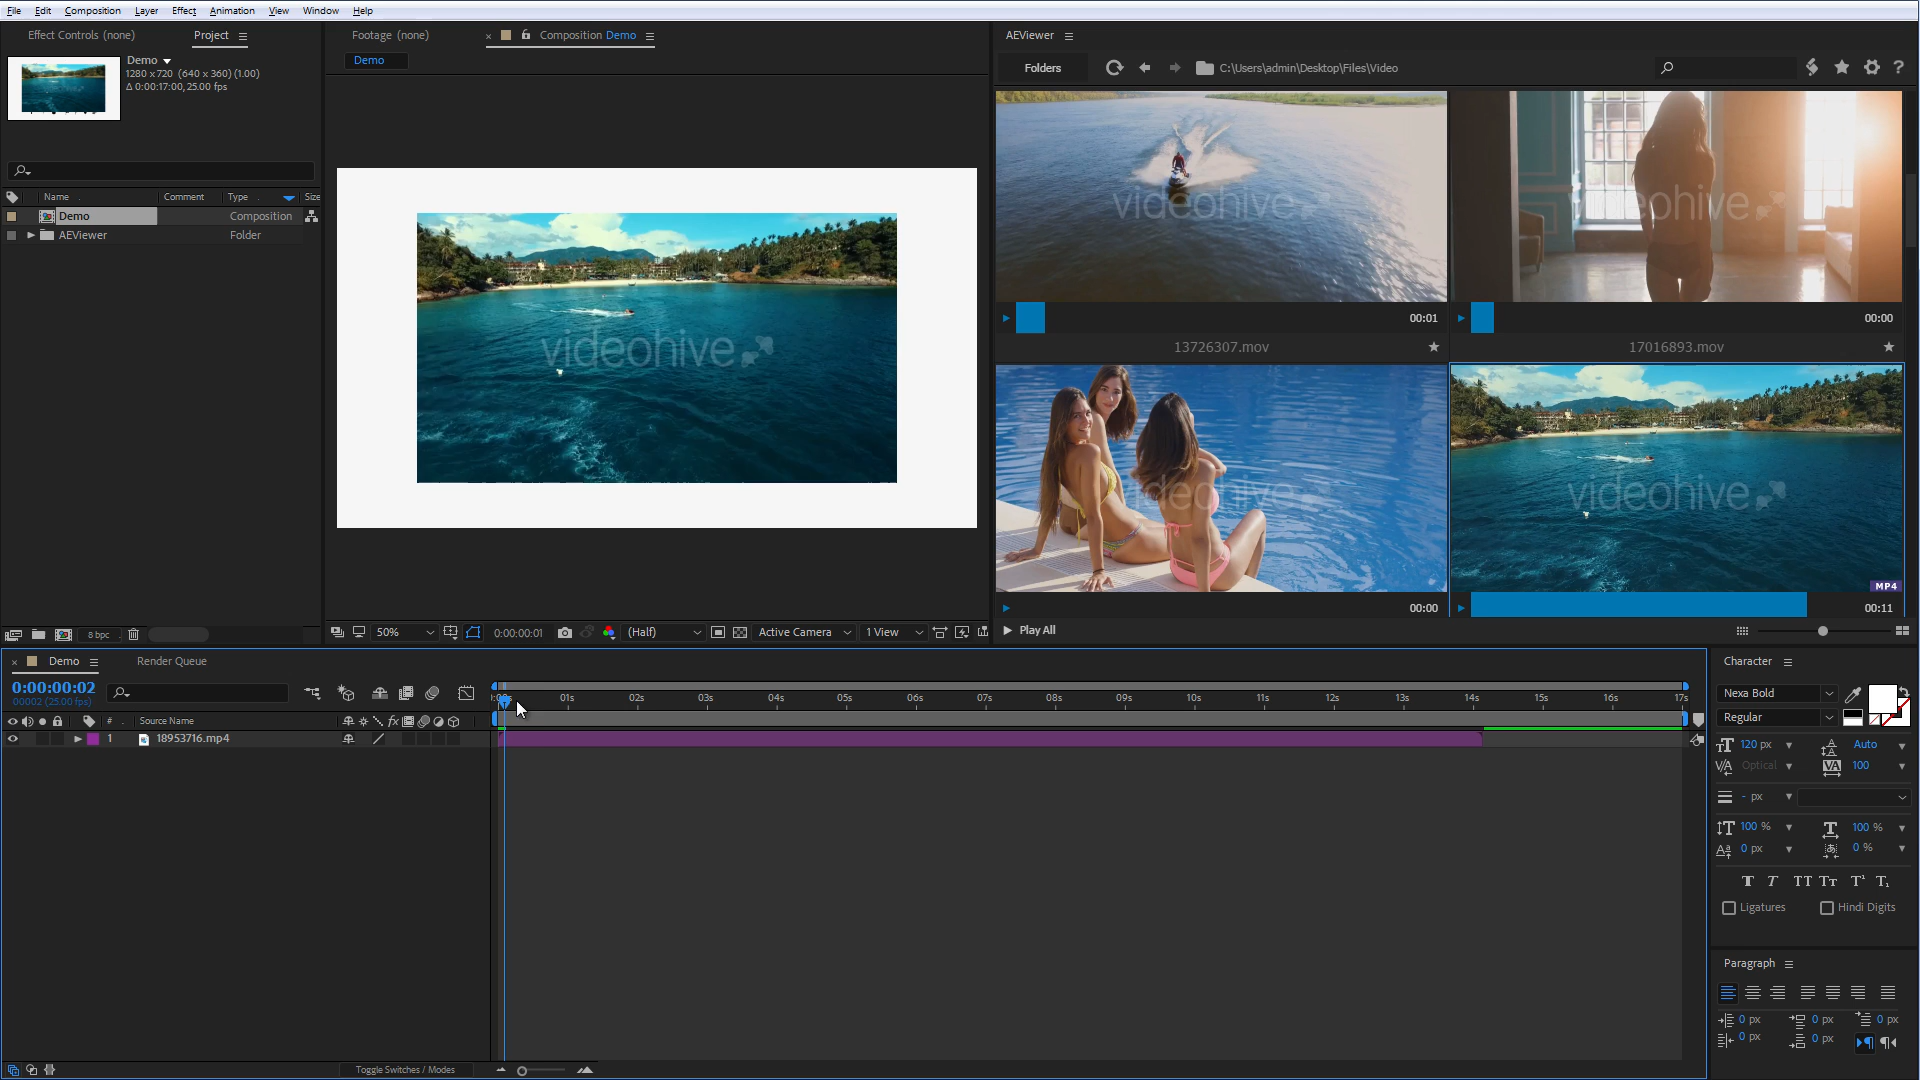 File Edit Composition Layer Effect Animation View Window Help
Effect Controls (none) Project
Demo
1280 x 720 (640 x 360) (1.00)
Δ 0:00:17:00, 25.00 fps
Name Comment Type Size
Demo Composition
AEViewer Folder
8 bpc
Footage (none) Composition Demo
Demo
videohive
50% 0:00:00:01 (Half) Active Camera 1 View
AEViewer
Folders C:\Users\admin\Desktop\Files\Video
videohive
videohive
00:01
00:00
13726307.mov
17016893.mov
videohive
videohive
MP4
00:00
00:11
Play All
Demo Render Queue
0:00:00:02
00002 (25.00 fps)
# Source Name fx
1 18953716.mp4
01s 02s 03s 04s 05s 06s 07s 08s 09s 10s 11s 12s 13s 14s 15s 16s 17s
Toggle Switches / Modes
Character
Nexa Bold
Regular
120 px Auto
Optical 100
- px
100 % 100 %
0 px 0 %
Ligatures Hindi Digits
Paragraph
0 px 0 px 0 px
0 px 0 px